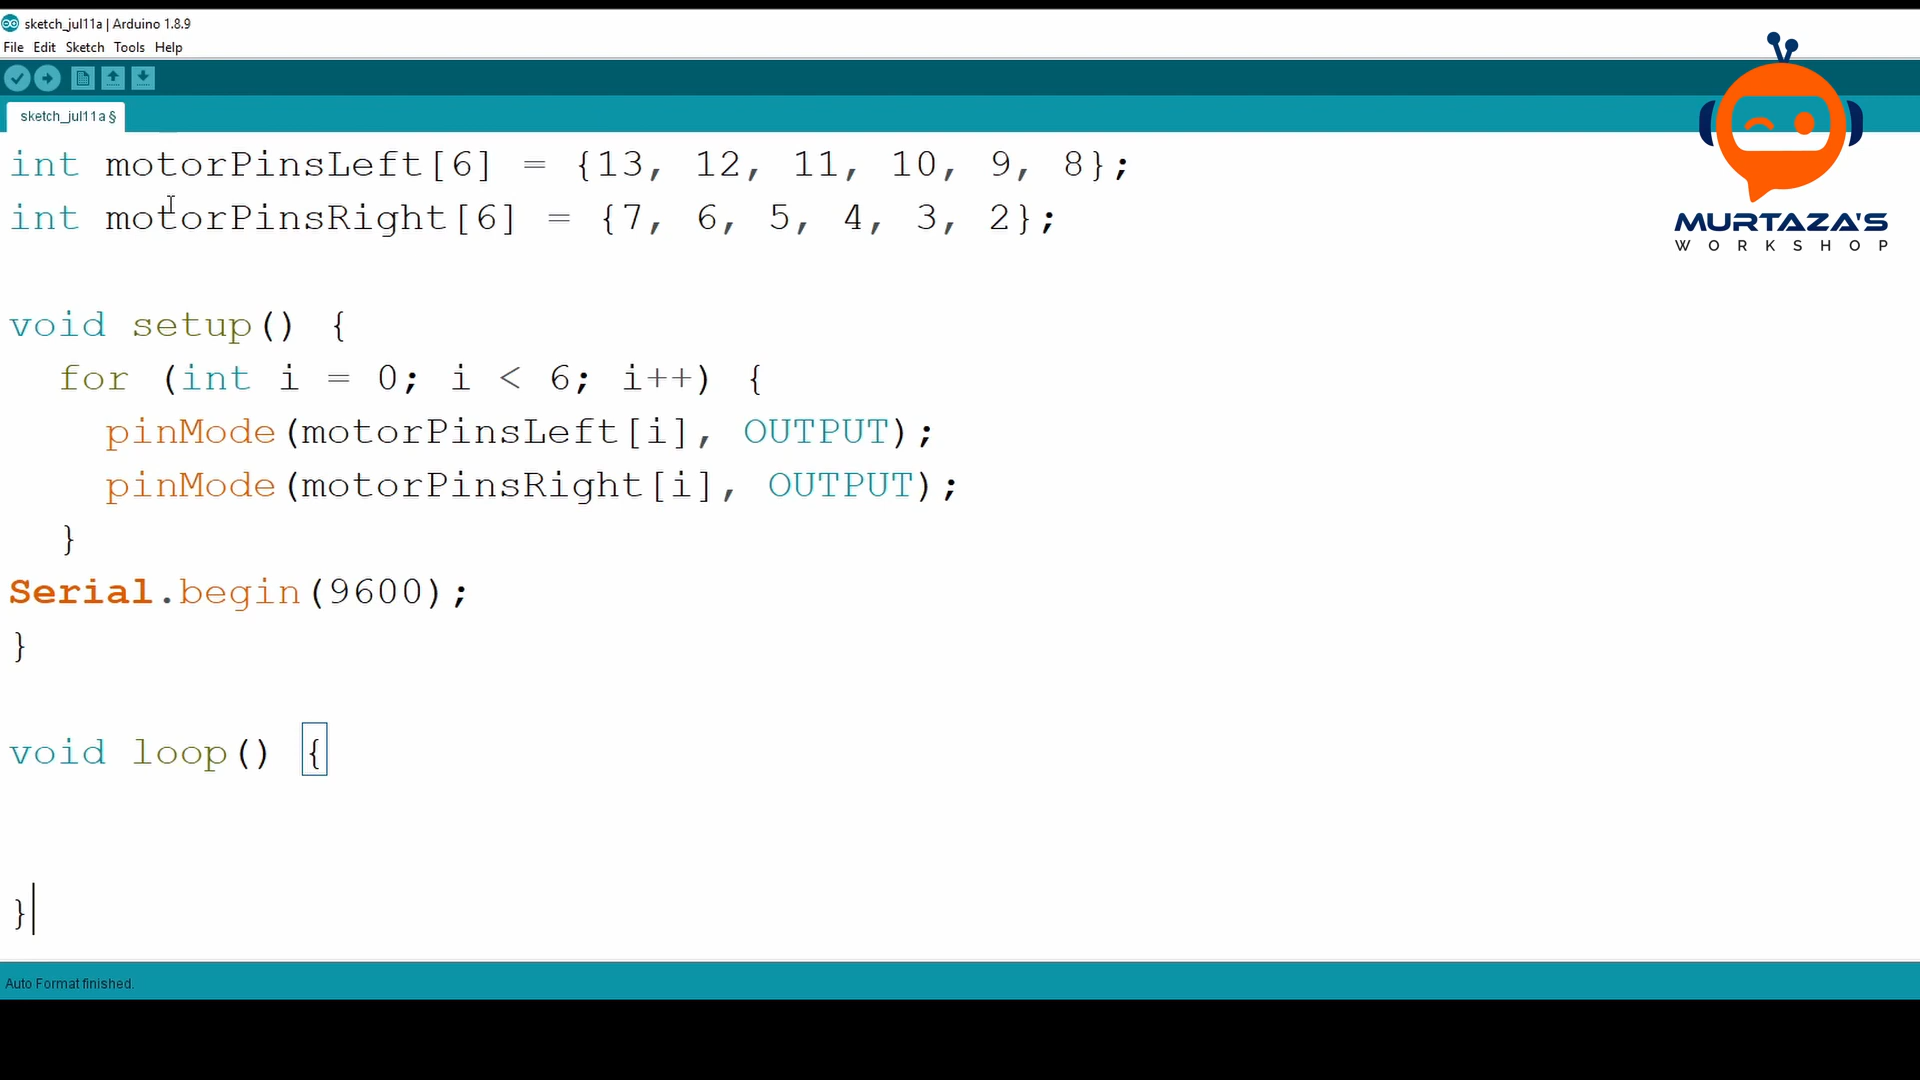 sketch_jul11a | Arduino 1.8.9
File Edit Sketch Tools Help
sketch_jul11a §
int motorPinsLeft[6] = {13, 12, 11, 10, 9, 8};
int motorPinsRight[6] = {7, 6, 5, 4, 3, 2};
void setup() {
for (int i = 0; i < 6; i++) {
pinMode(motorPinsLeft[i], OUTPUT);
pinMode(motorPinsRight[i], OUTPUT);
}
Serial.begin(9600);
}
void loop() {
}
Auto Format finished.
MURTAZA'S
WORKSHOP